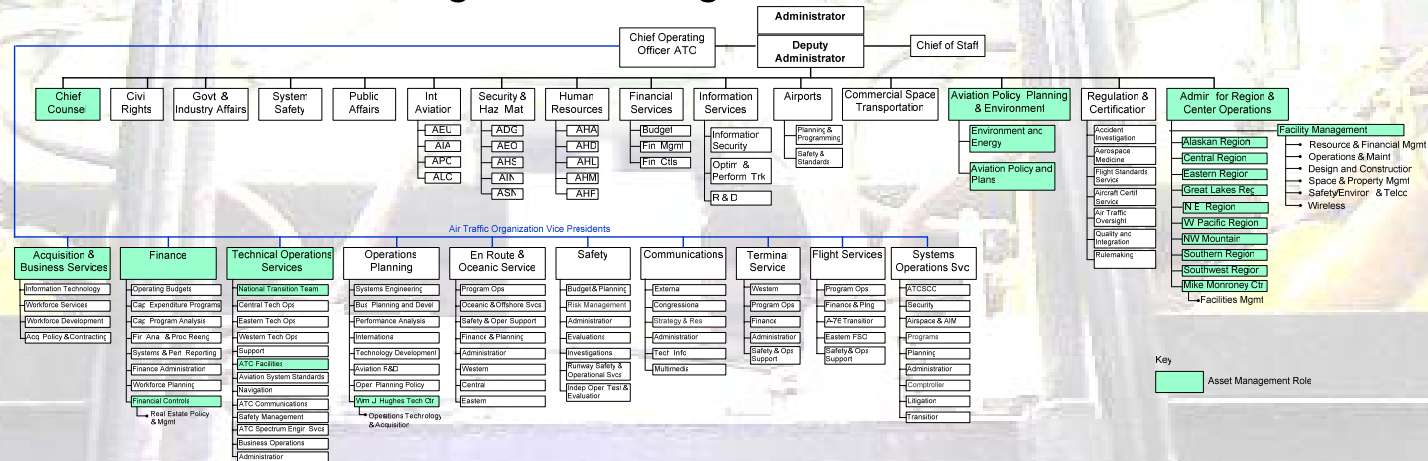 Administrator
Chief Operating
Officer ATO
Deputy
Administrator
Chief of Staff
Chief
Counsel
Civil
Rights
Govt &
Industry Affairs
System
Safety
Public
Affairs
Int
Aviation
Security &
Haz Mat
Human
Resources
Financial
Services
Information
Services
Airports
Commercial Space
Transportation
Aviation Policy Planning
& Environment
Regulation &
Certification
Admin for Region &
Center Operations
AEU
AIA
APC
ALC
ADG
AEO
AHS
AIN
ASN
AHA
AHD
AHL
AHM
AHF
Budget
Fin Mgmt
Fin Ctls
Information
Security
Optim &
Perform Trk
R & D
Planning &
Programming
Safety &
Standards
Environment and
Energy
Aviation Policy and
Plans
Accident
Investigation
Aerospace
Medicine
Flight Standards
Service
Aircraft Certif
Service
Air Traffic
Oversight
Quality and
Integration
Rulemaking
Alaskan Region
Central Region
Eastern Region
Great Lakes Reg
N E Region
W Pacific Region
NW Mountain
Southern Region
Southwest Region
Mike Monroney Ctr
Facilities Mgmt
Facility Management
Resource & Financial Mgmt
Operations & Maint
Design and Construction
Space & Property Mgmt
Safety/Environ & Telco
Wireless
Air Traffic Organization Vice Presidents
Acquisition &
Business Services
Finance
Technical Operations
Services
Operations
Planning
En Route &
Oceanic Service
Safety
Communications
Terminal
Service
Flight Services
Systems
Operations Svc
Information Technology
Workforce Services
Workforce Development
Acq Policy & Contracting
Operating Budgets
Cap Expenditure Programs
Cap Program Analysis
Fin Ana & Proc Reeng
Systems & Perf Reporting
Finance Administration
Workforce Planning
Financial Controls
Real Estate Policy
& Mgmt
National Transition Team
Central Tech Ops
Eastern Tech Ops
Western Tech Ops
Support
ATC Facilities
Aviation System Standards
Navigation
ATC Communications
Safety Management
ATC Spectrum Engin Svcs
Business Operations
Administration
Systems Engineering
Bus Planning and Devel
Performance Analysis
International
Technology Development
Aviation R&D
Oper Planning Policy
Wm J Hughes Tech Ctr
Operations Technology
& Acquisition
Program Ops
Oceanic & Offshore Svcs
Safety & Oper Support
Finance & Planning
Administration
Western
Central
Eastern
Budget & Planning
Risk Management
Administration
Evaluations
Investigations
Runway Safety &
Operational Svcs
Indep Oper Test &
Evaluation
External
Congressional
Strategy & Res
Administration
Tech Info
Multimedia
Western
Program Ops
Finance
Administration
Safety & Ops
Support
Program Ops
Finance & Plng
A-76 Transition
Eastern FSO
Safety & Ops
Support
ATCSCC
Security
Airspace & AIM
Programs
Planning
Administration
Comptroller
Litigation
Transition
Key
Asset Management Role